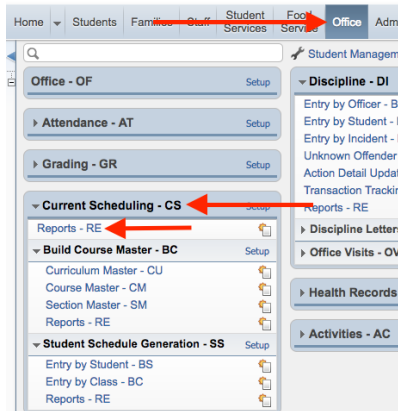 Home Students Families Staff Student Services Food Service Office Adm
Student Managem
Office - OF Setup
Attendance - AT Setup
Grading - GR Setup
Current Scheduling - CS Setup
Reports - RE
Build Course Master - BC Setup
Curriculum Master - CU
Course Master - CM
Section Master - SM
Reports - RE
Student Schedule Generation - SS Setup
Entry by Student - BS
Entry by Class - BC
Reports - RE
Discipline - DI
Entry by Officer - B
Entry by Student -
Entry by Incident -
Unknown Offender
Action Detail Updat
Transaction Trackin
Reports - RE
Discipline Letters
Office Visits - OV
Health Records
Activities - AC